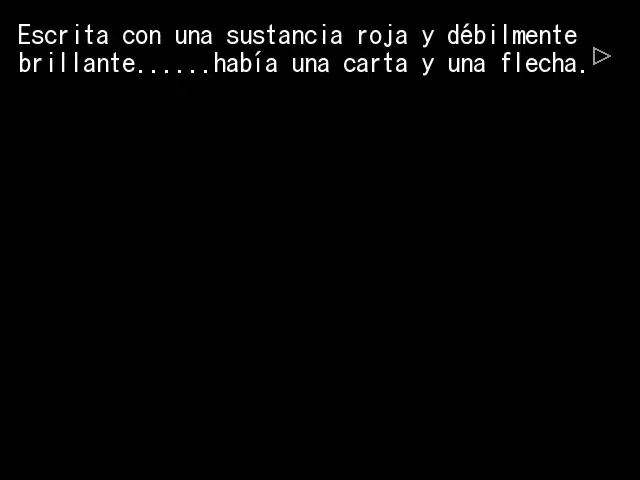 Escrita con una sustancia roja y débilmente
brillante......había una carta y una flecha.